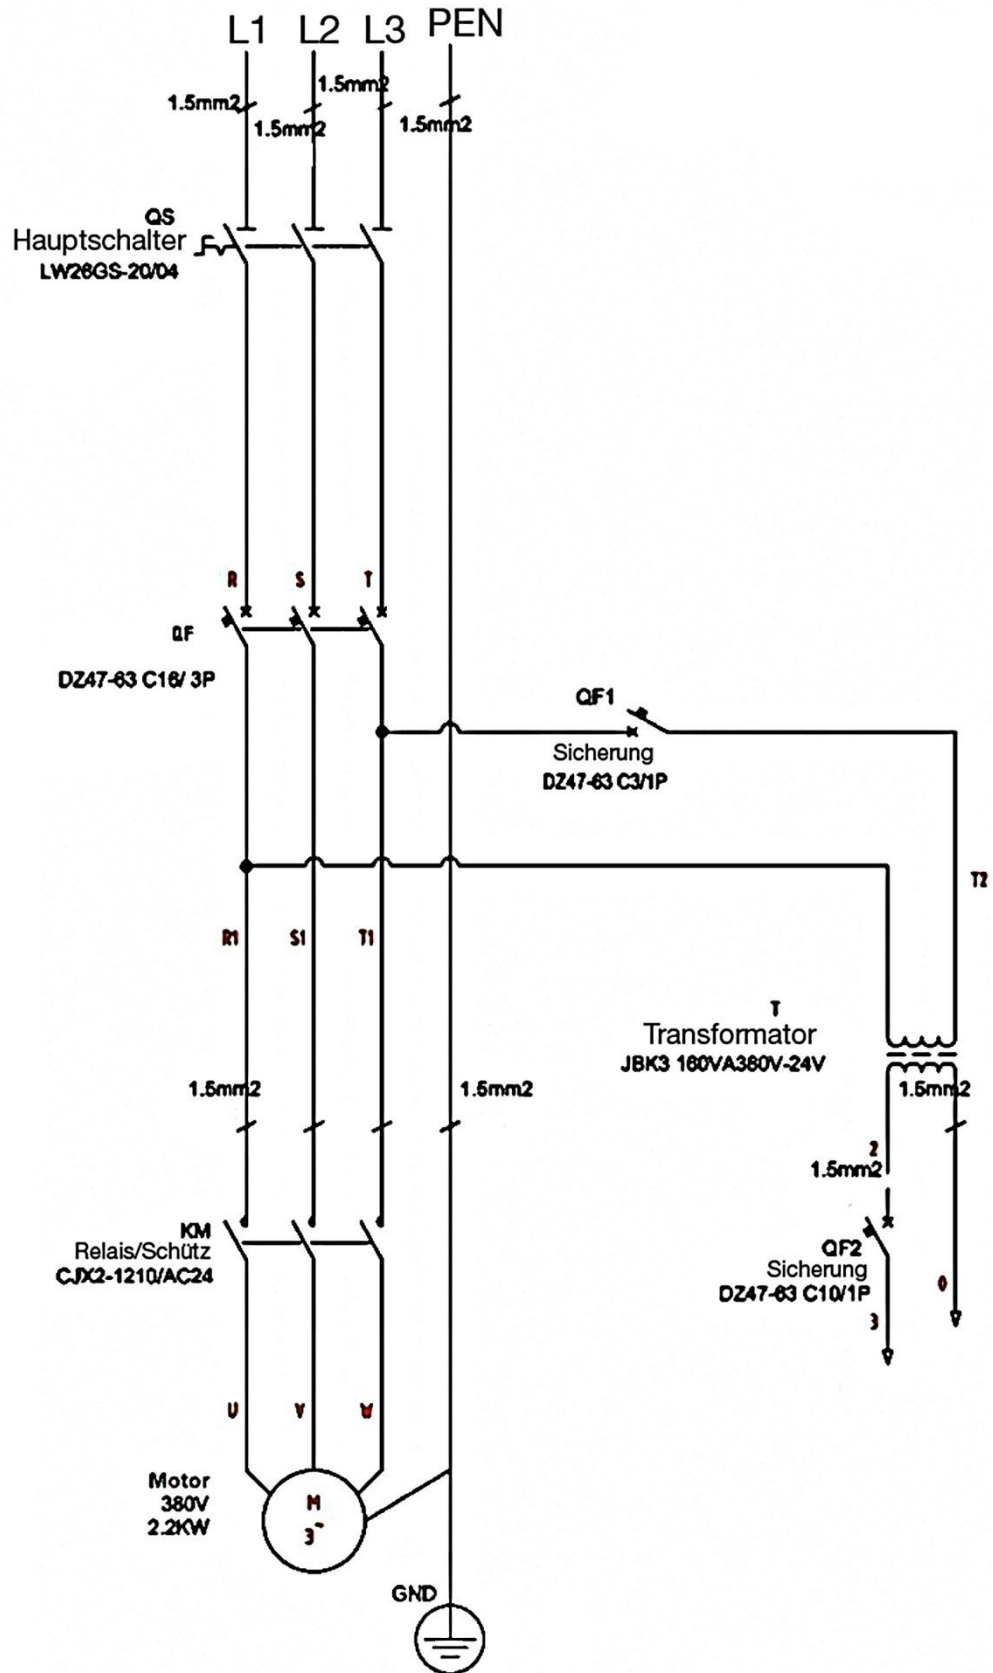 L1 L2 L3 PEN
1.5mm2
1.5mm2
1.5mm2
1.5mm2
QS
Hauptschalter
LW26GS-20/04
R S T
QF
DZ47-63 C16/ 3P
QF1
Sicherung
DZ47-63 C3/1P
T2
R1 S1 T1
T
Transformator
JBK3 160VA380V-24V
1.5mm2
1.5mm2
1.5mm2
2
1.5mm2
KM
Relais/Schütz
CJX2-1210/AC24
QF2
Sicherung
DZ47-63 C10/1P
0
3
U V W
Motor
380V
2.2KW
M
3~
GND